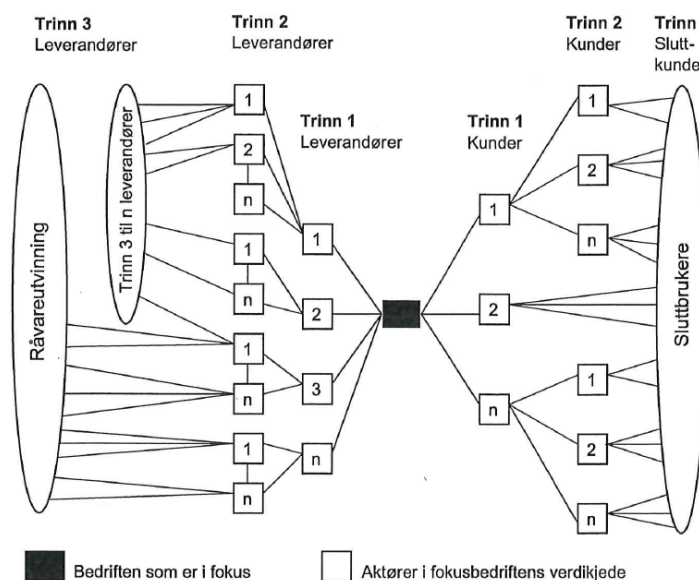 Trinn 3
Leverandører
Trinn 2
Leverandører
Trinn 1
Leverandører
Trinn 1
Kunder
Trinn 2
Kunder
Trinn
Slutt-
kunde
Råvareutvinning
Trinn 3 til n leverandører
1
2
n
1
n
1
n
1
n
1
2
3
n
1
2
n
1
2
n
1
2
n
Sluttbrukere
Bedriften som er i fokus
Aktører i fokusbedriftens verdikjede